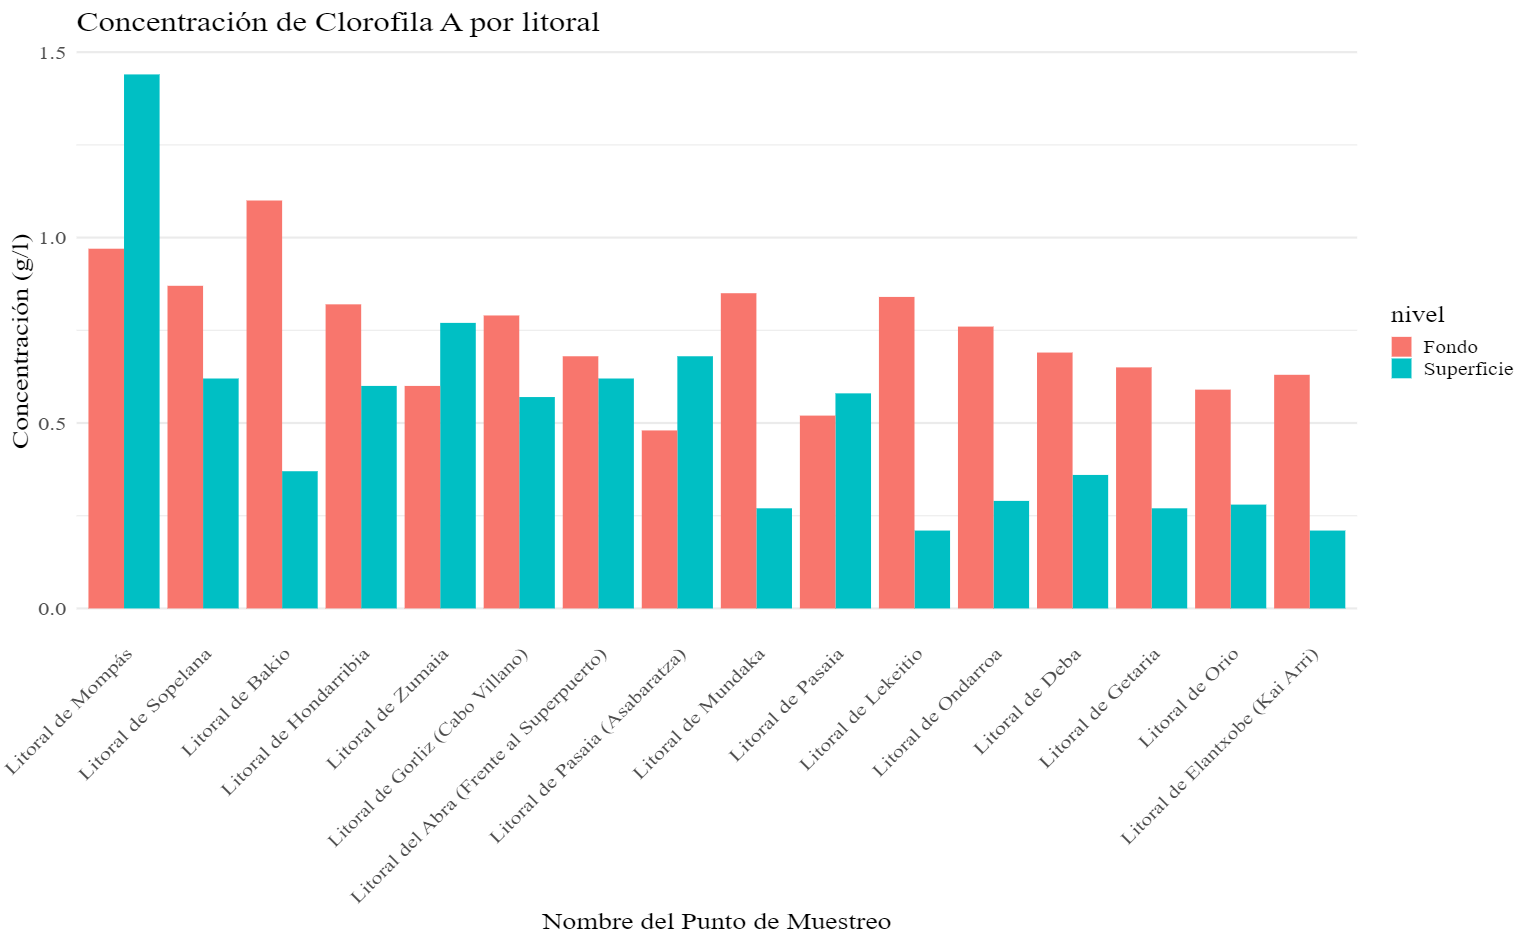 Concentración de Clorofila A por litoral
Concentración (g/l)
1.5
1.0
0.5
0.0
Litoral de Mompás
Litoral de Sopelana
Litoral de Bakio
Litoral de Hondarribia
Litoral de Zumaia
Litoral de Gorliz (Cabo Villano)
Litoral del Abra (Frente al Superpuerto)
Litoral de Pasaia (Asabaratza)
Litoral de Mundaka
Litoral de Pasaia
Litoral de Lekeitio
Litoral de Ondarroa
Litoral de Deba
Litoral de Getaria
Litoral de Orio
Litoral de Elantxobe (Kai Arri)
Nombre del Punto de Muestreo
nivel
Fondo
Superficie